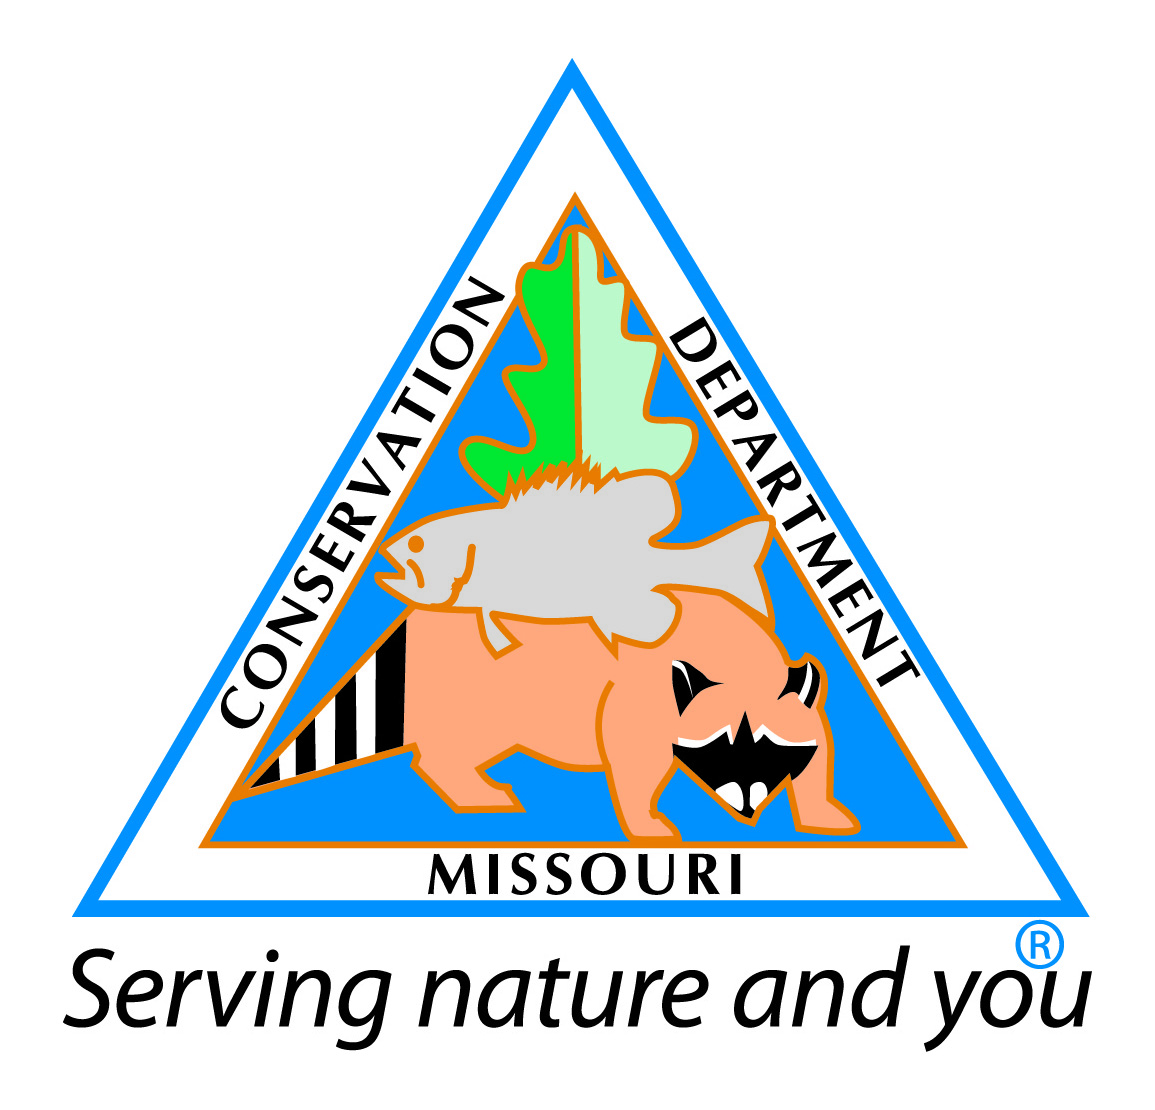 CONSERVATION
DEPARTMENT
MISSOURI
Serving nature and you®